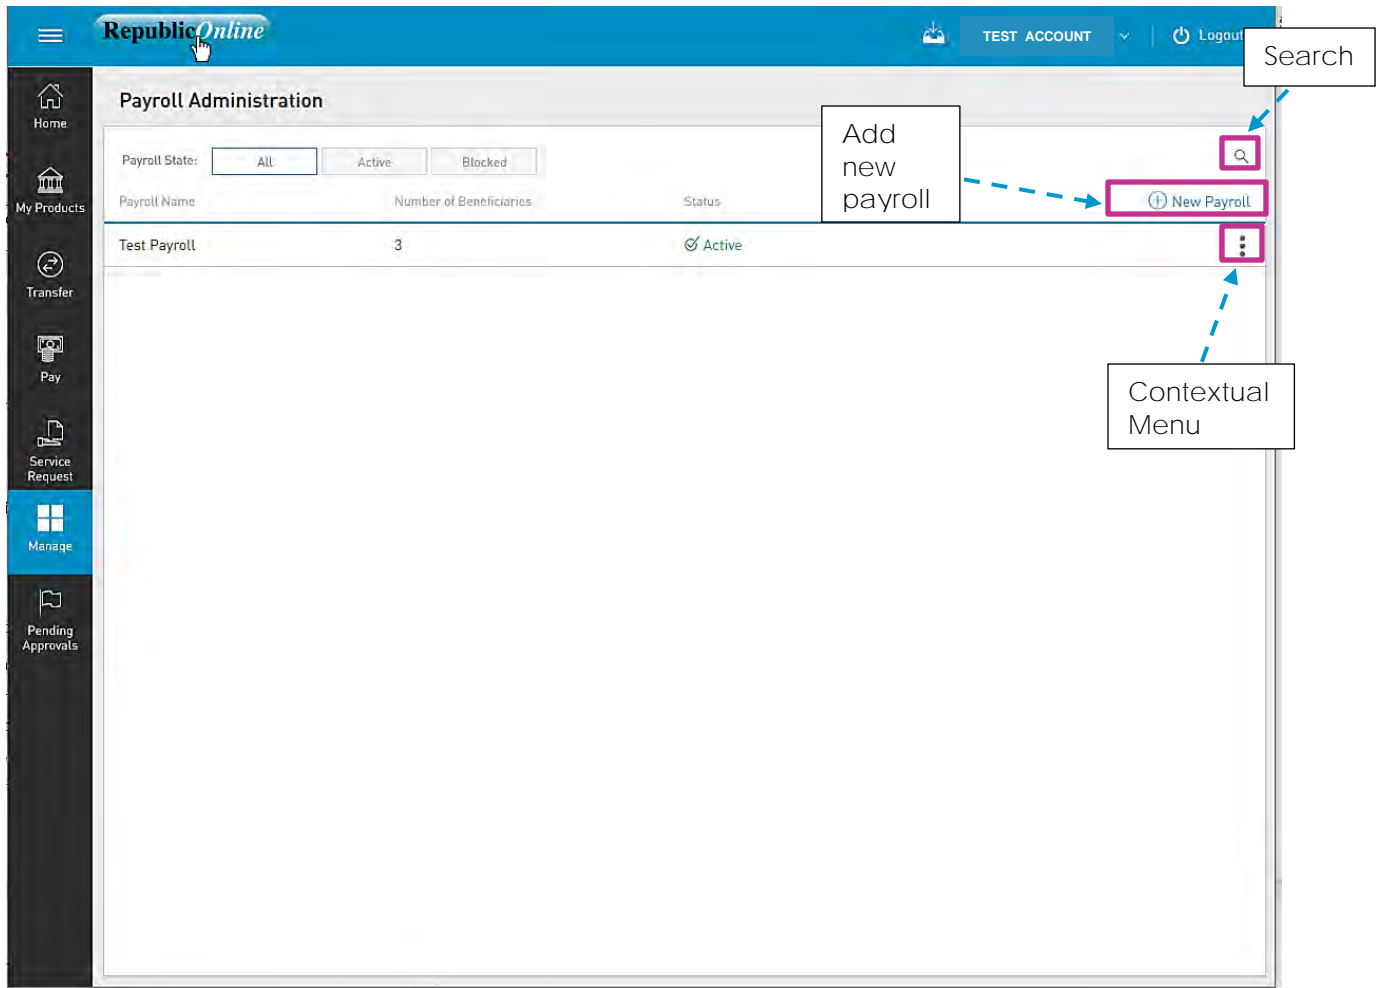 RepublicOnline
TEST ACCOUNT
Logout
Search
Home
My Products
Transfer
Pay
Service
Request
Manage
Pending
Approvals
Payroll Administration
Payroll State: All Active Blocked
Add
new
payroll
Payroll Name Number of Beneficiaries Status New Payroll
Test Payroll 3 Active
Contextual
Menu